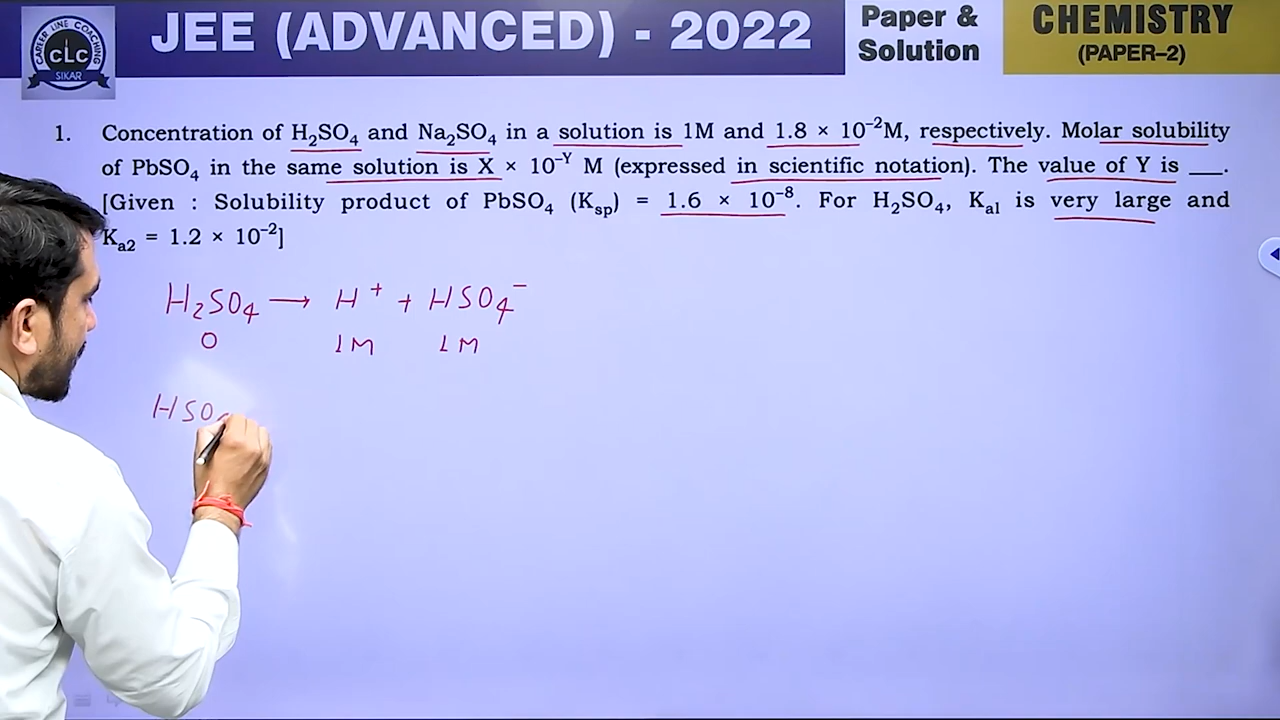 CAREER LINE COACHING
cLc
SIKAR
JEE (ADVANCED) - 2022
Paper & Solution
CHEMISTRY
(PAPER–2)
1. Concentration of H₂SO₄ and Na₂SO₄ in a solution is 1M and 1.8 × 10⁻²M, respectively. Molar solubility
of PbSO₄ in the same solution is X × 10⁻ʸ M (expressed in scientific notation). The value of Y is __.
[Given : Solubility product of PbSO₄ (Kₛₚ) = 1.6 × 10⁻⁸. For H₂SO₄, Kₐₗ is very large and
Kₐ₂ = 1.2 × 10⁻²]
H₂SO₄ → H⁺ + HSO₄⁻
0 1M 1M
HSO